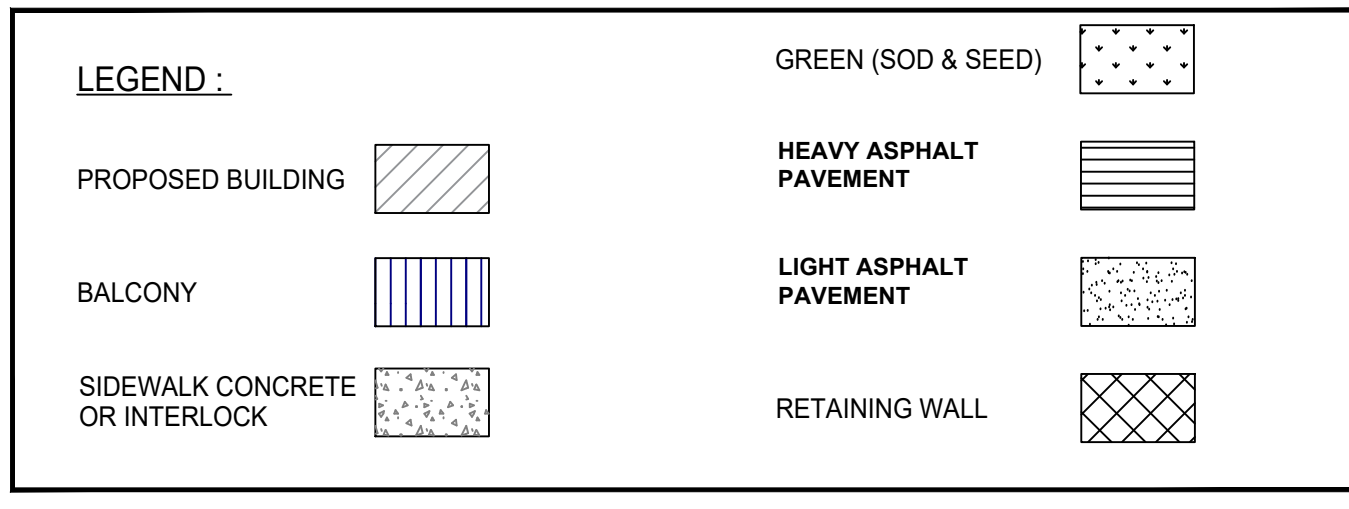 LEGEND :
PROPOSED BUILDING
BALCONY
SIDEWALK CONCRETE
OR INTERLOCK
GREEN (SOD & SEED)
HEAVY ASPHALT
PAVEMENT
LIGHT ASPHALT
PAVEMENT
RETAINING WALL